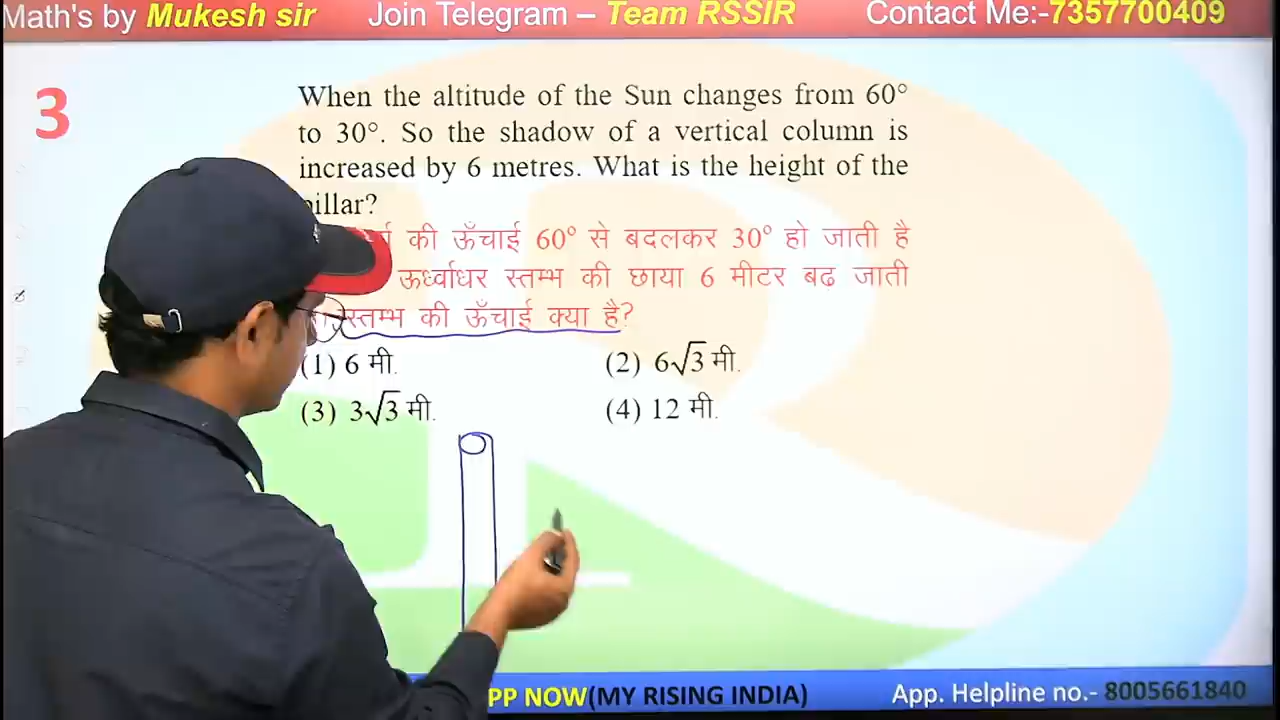 Math's by Mukesh sir Join Telegram – Team RSSIR Contact Me:-7357700409
3
When the altitude of the Sun changes from 60°
to 30°. So the shadow of a vertical column is
increased by 6 metres. What is the height of the
pillar?
की ऊँचाई 60° से बदलकर 30° हो जाती है
ऊर्ध्वाधर स्तम्भ की छाया 6 मीटर बढ़ जाती
स्तम्भ की ऊँचाई क्या है?
(1) 6 मी. (2) 6√3 मी.
(3) 3√3 मी. (4) 12 मी.
PP NOW(MY RISING INDIA) App. Helpline no.- 8005661840